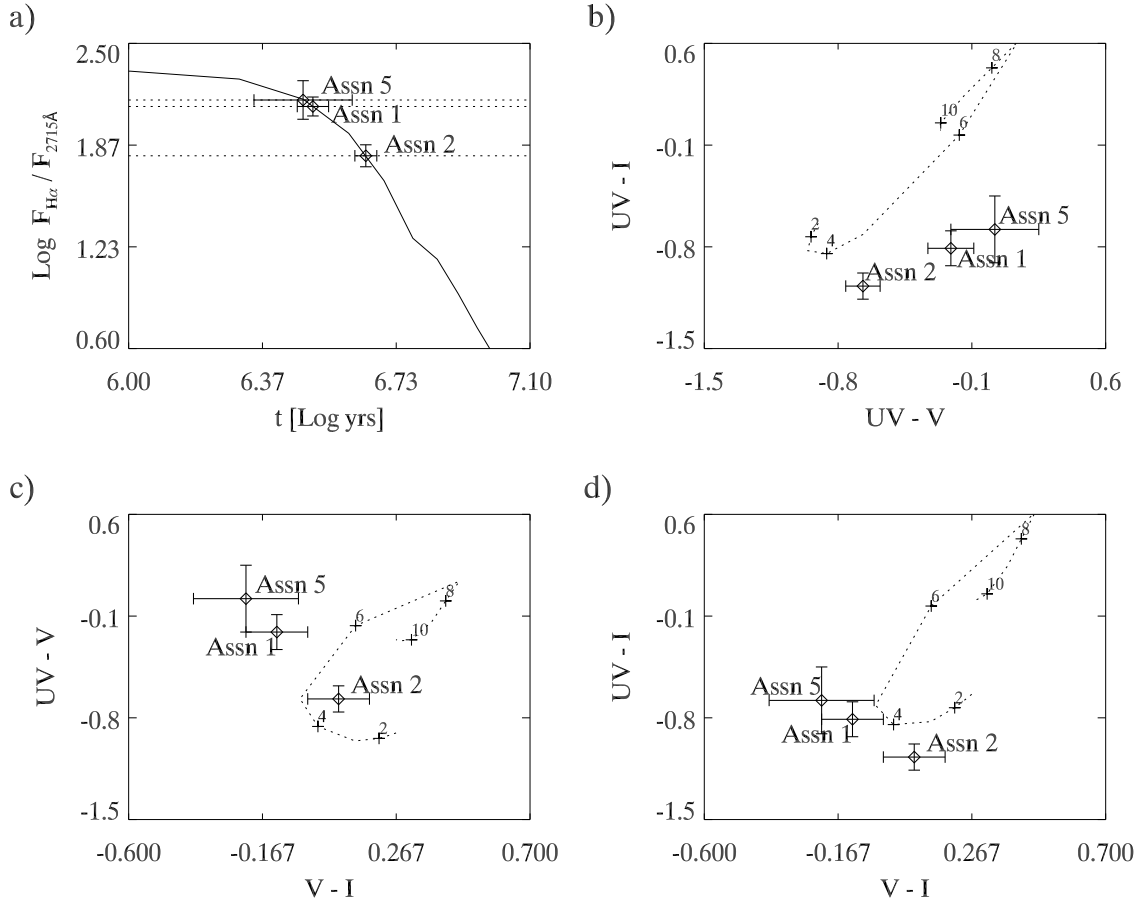 a)
2.50
1.87
1.23
0.60
Log F_Hα / F_2715Å
Assn 5
Assn 1
Assn 2
6.00
6.37
6.73
7.10
t [Log yrs]
b)
0.6
-0.1
-0.8
-1.5
UV - I
8
10
6
2
4
Assn 5
Assn 1
Assn 2
-1.5
-0.8
-0.1
0.6
UV - V
c)
0.6
-0.1
-0.8
-1.5
UV - V
Assn 5
Assn 1
Assn 2
8
6
10
4
2
-0.600
-0.167
0.267
0.700
V - I
d)
0.6
-0.1
-0.8
-1.5
UV - I
8
10
6
Assn 5
Assn 1
2
4
Assn 2
-0.600
-0.167
0.267
0.700
V - I